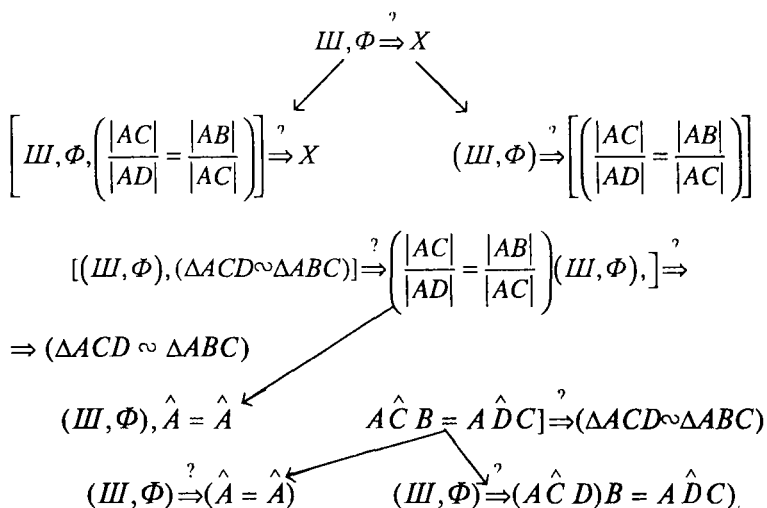 Ш,Ф ?⇒ X
[Ш,Ф,(|AC|/|AD| = |AB|/|AC|)] ?⇒ X (Ш,Ф) ?⇒ [(|AC|/|AD| = |AB|/|AC|)]
[(Ш,Ф),(ΔACD∾ΔABC)] ?⇒ (|AC|/|AD| = |AB|/|AC|)(Ш,Ф),] ?⇒
⇒ (ΔACD ∾ ΔABC)
(Ш,Ф), Â = Â AĈB = AD̂C] ?⇒ (ΔACD∾ΔABC)
(Ш,Ф) ?⇒ (Â = Â) (Ш,Ф) ?⇒ (AĈD)B = AD̂C)